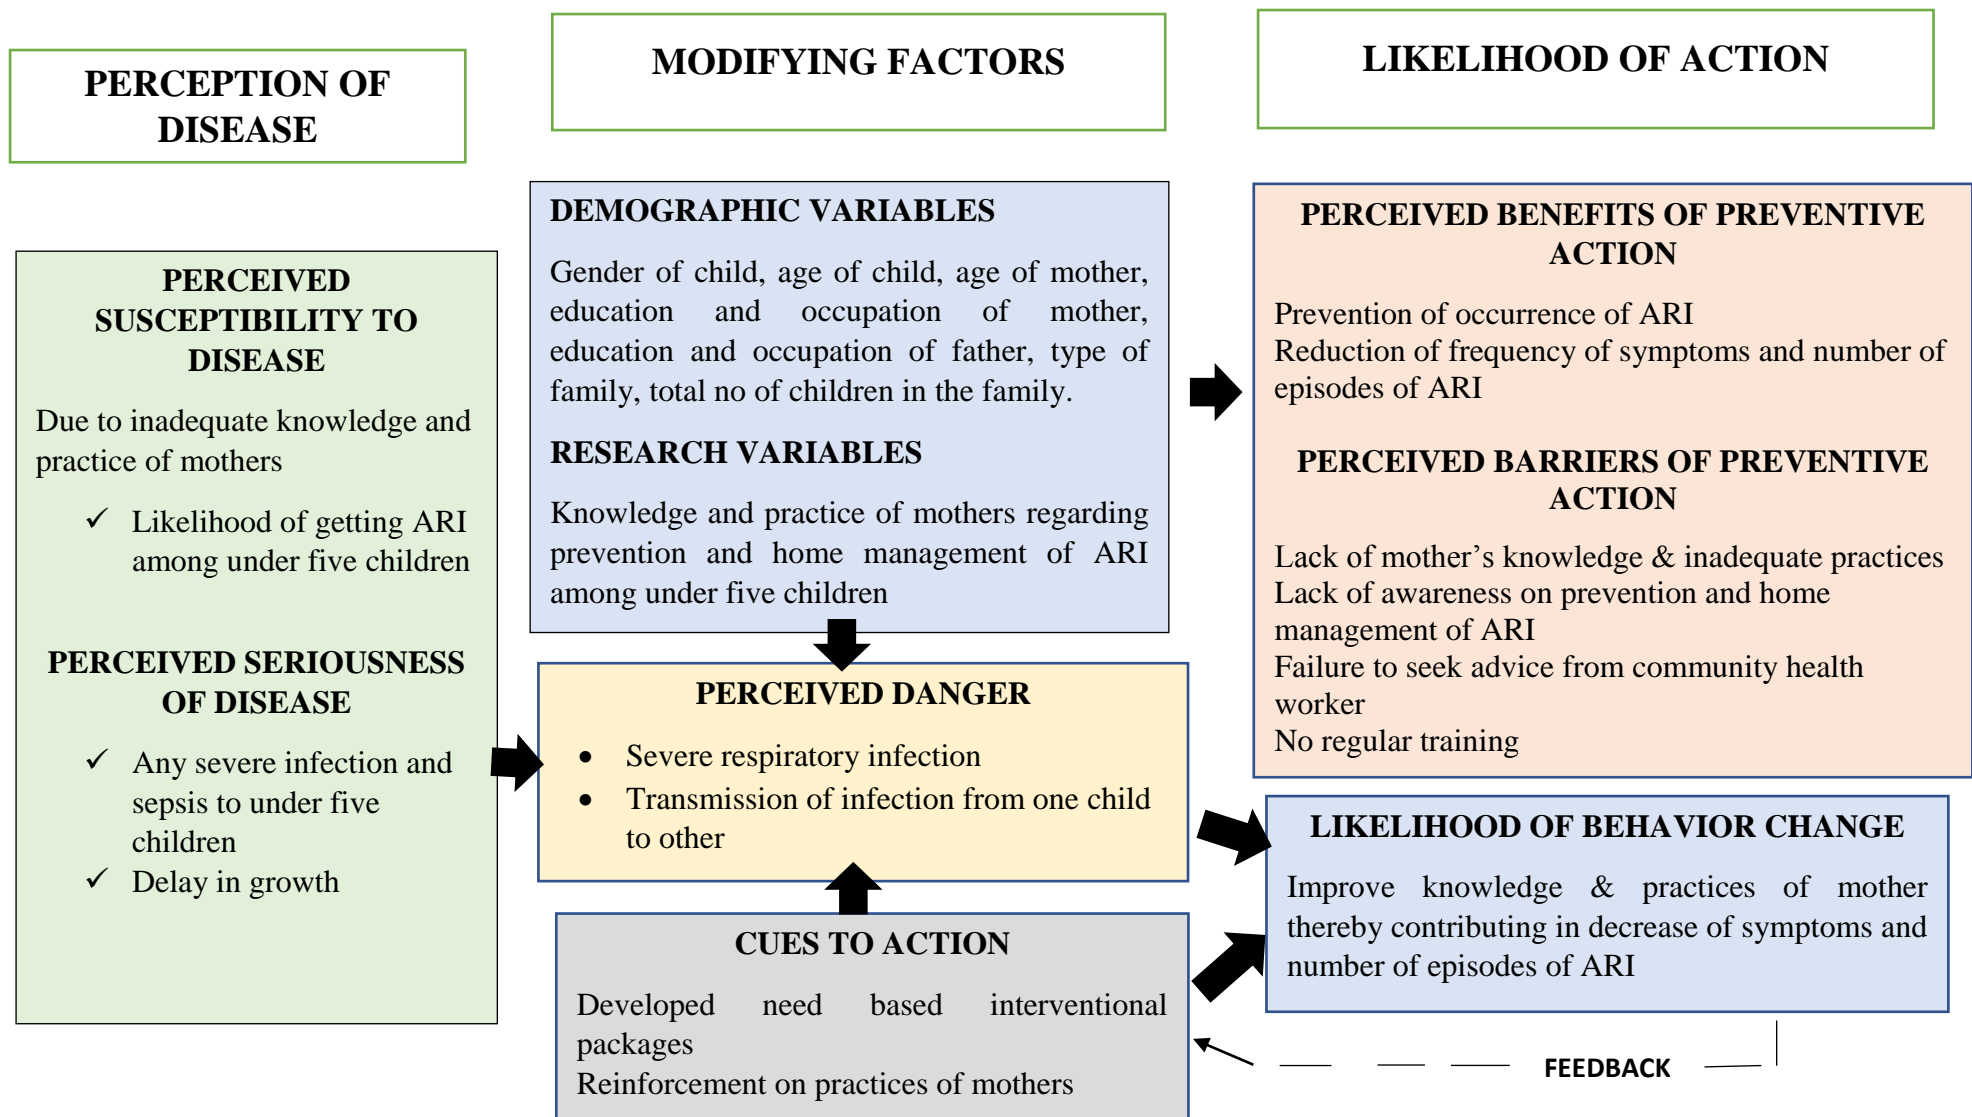 PERCEPTION OF
DISEASE
MODIFYING FACTORS
LIKELIHOOD OF ACTION
PERCEIVED
SUSCEPTIBILITY TO
DISEASE
Due to inadequate knowledge and
practice of mothers
✓ Likelihood of getting ARI
among under five children
PERCEIVED SERIOUSNESS
OF DISEASE
✓ Any severe infection and
sepsis to under five
children
✓ Delay in growth
DEMOGRAPHIC VARIABLES
Gender of child, age of child, age of mother,
education and occupation of mother,
education and occupation of father, type of
family, total no of children in the family.
RESEARCH VARIABLES
Knowledge and practice of mothers regarding
prevention and home management of ARI
among under five children
PERCEIVED DANGER
• Severe respiratory infection
• Transmission of infection from one child
to other
CUES TO ACTION
Developed need based interventional
packages
Reinforcement on practices of mothers
PERCEIVED BENEFITS OF PREVENTIVE
ACTION
Prevention of occurrence of ARI
Reduction of frequency of symptoms and number of
episodes of ARI
PERCEIVED BARRIERS OF PREVENTIVE
ACTION
Lack of mother’s knowledge & inadequate practices
Lack of awareness on prevention and home
management of ARI
Failure to seek advice from community health
worker
No regular training
LIKELIHOOD OF BEHAVIOR CHANGE
Improve knowledge & practices of mother
thereby contributing in decrease of symptoms and
number of episodes of ARI
FEEDBACK